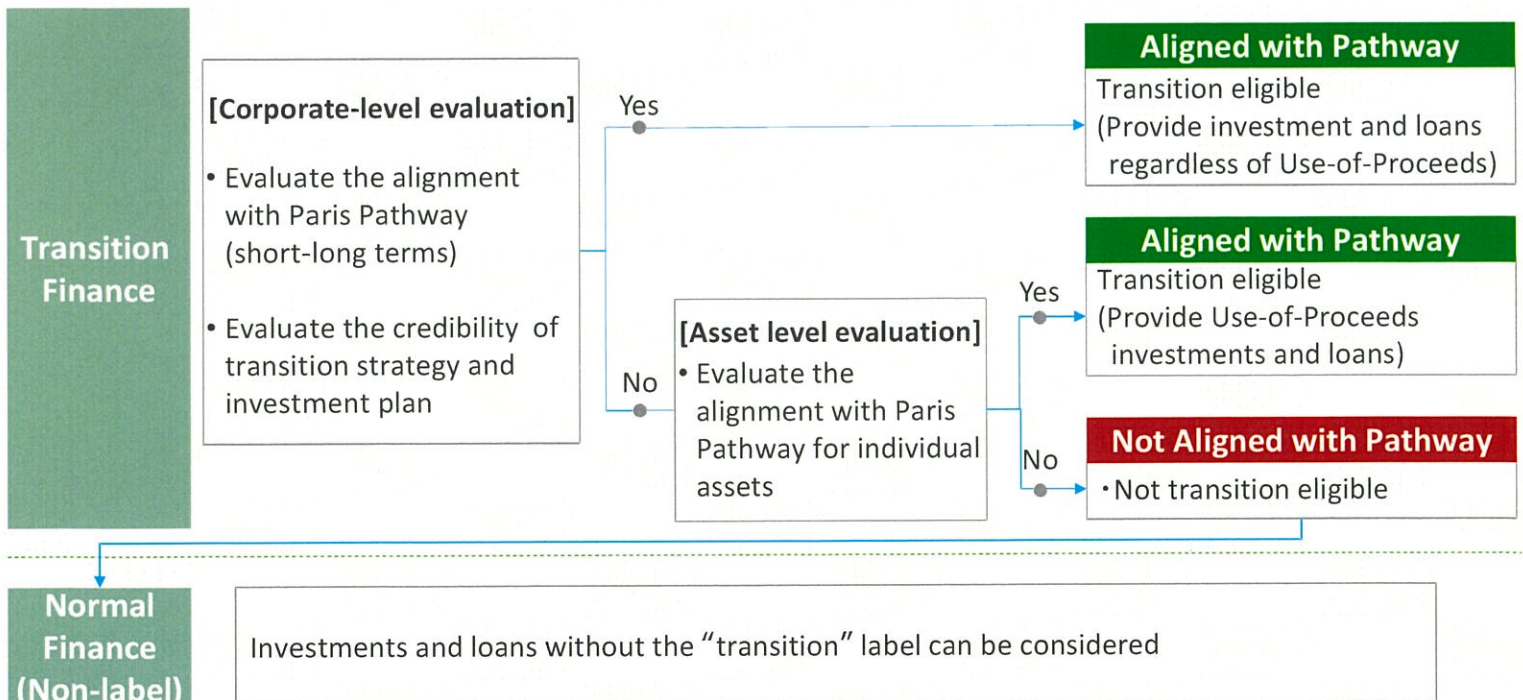 Transition
Finance
[Corporate-level evaluation]
• Evaluate the alignment
with Paris Pathway
(short-long terms)
• Evaluate the credibility of
transition strategy and
investment plan
Yes
No
[Asset level evaluation]
• Evaluate the
alignment with Paris
Pathway for individual
assets
Yes
No
Aligned with Pathway
Transition eligible
(Provide investment and loans
regardless of Use-of-Proceeds)
Aligned with Pathway
Transition eligible
(Provide Use-of-Proceeds
investments and loans)
Not Aligned with Pathway
・Not transition eligible
Normal
Finance
(Non-label)
Investments and loans without the “transition” label can be considered